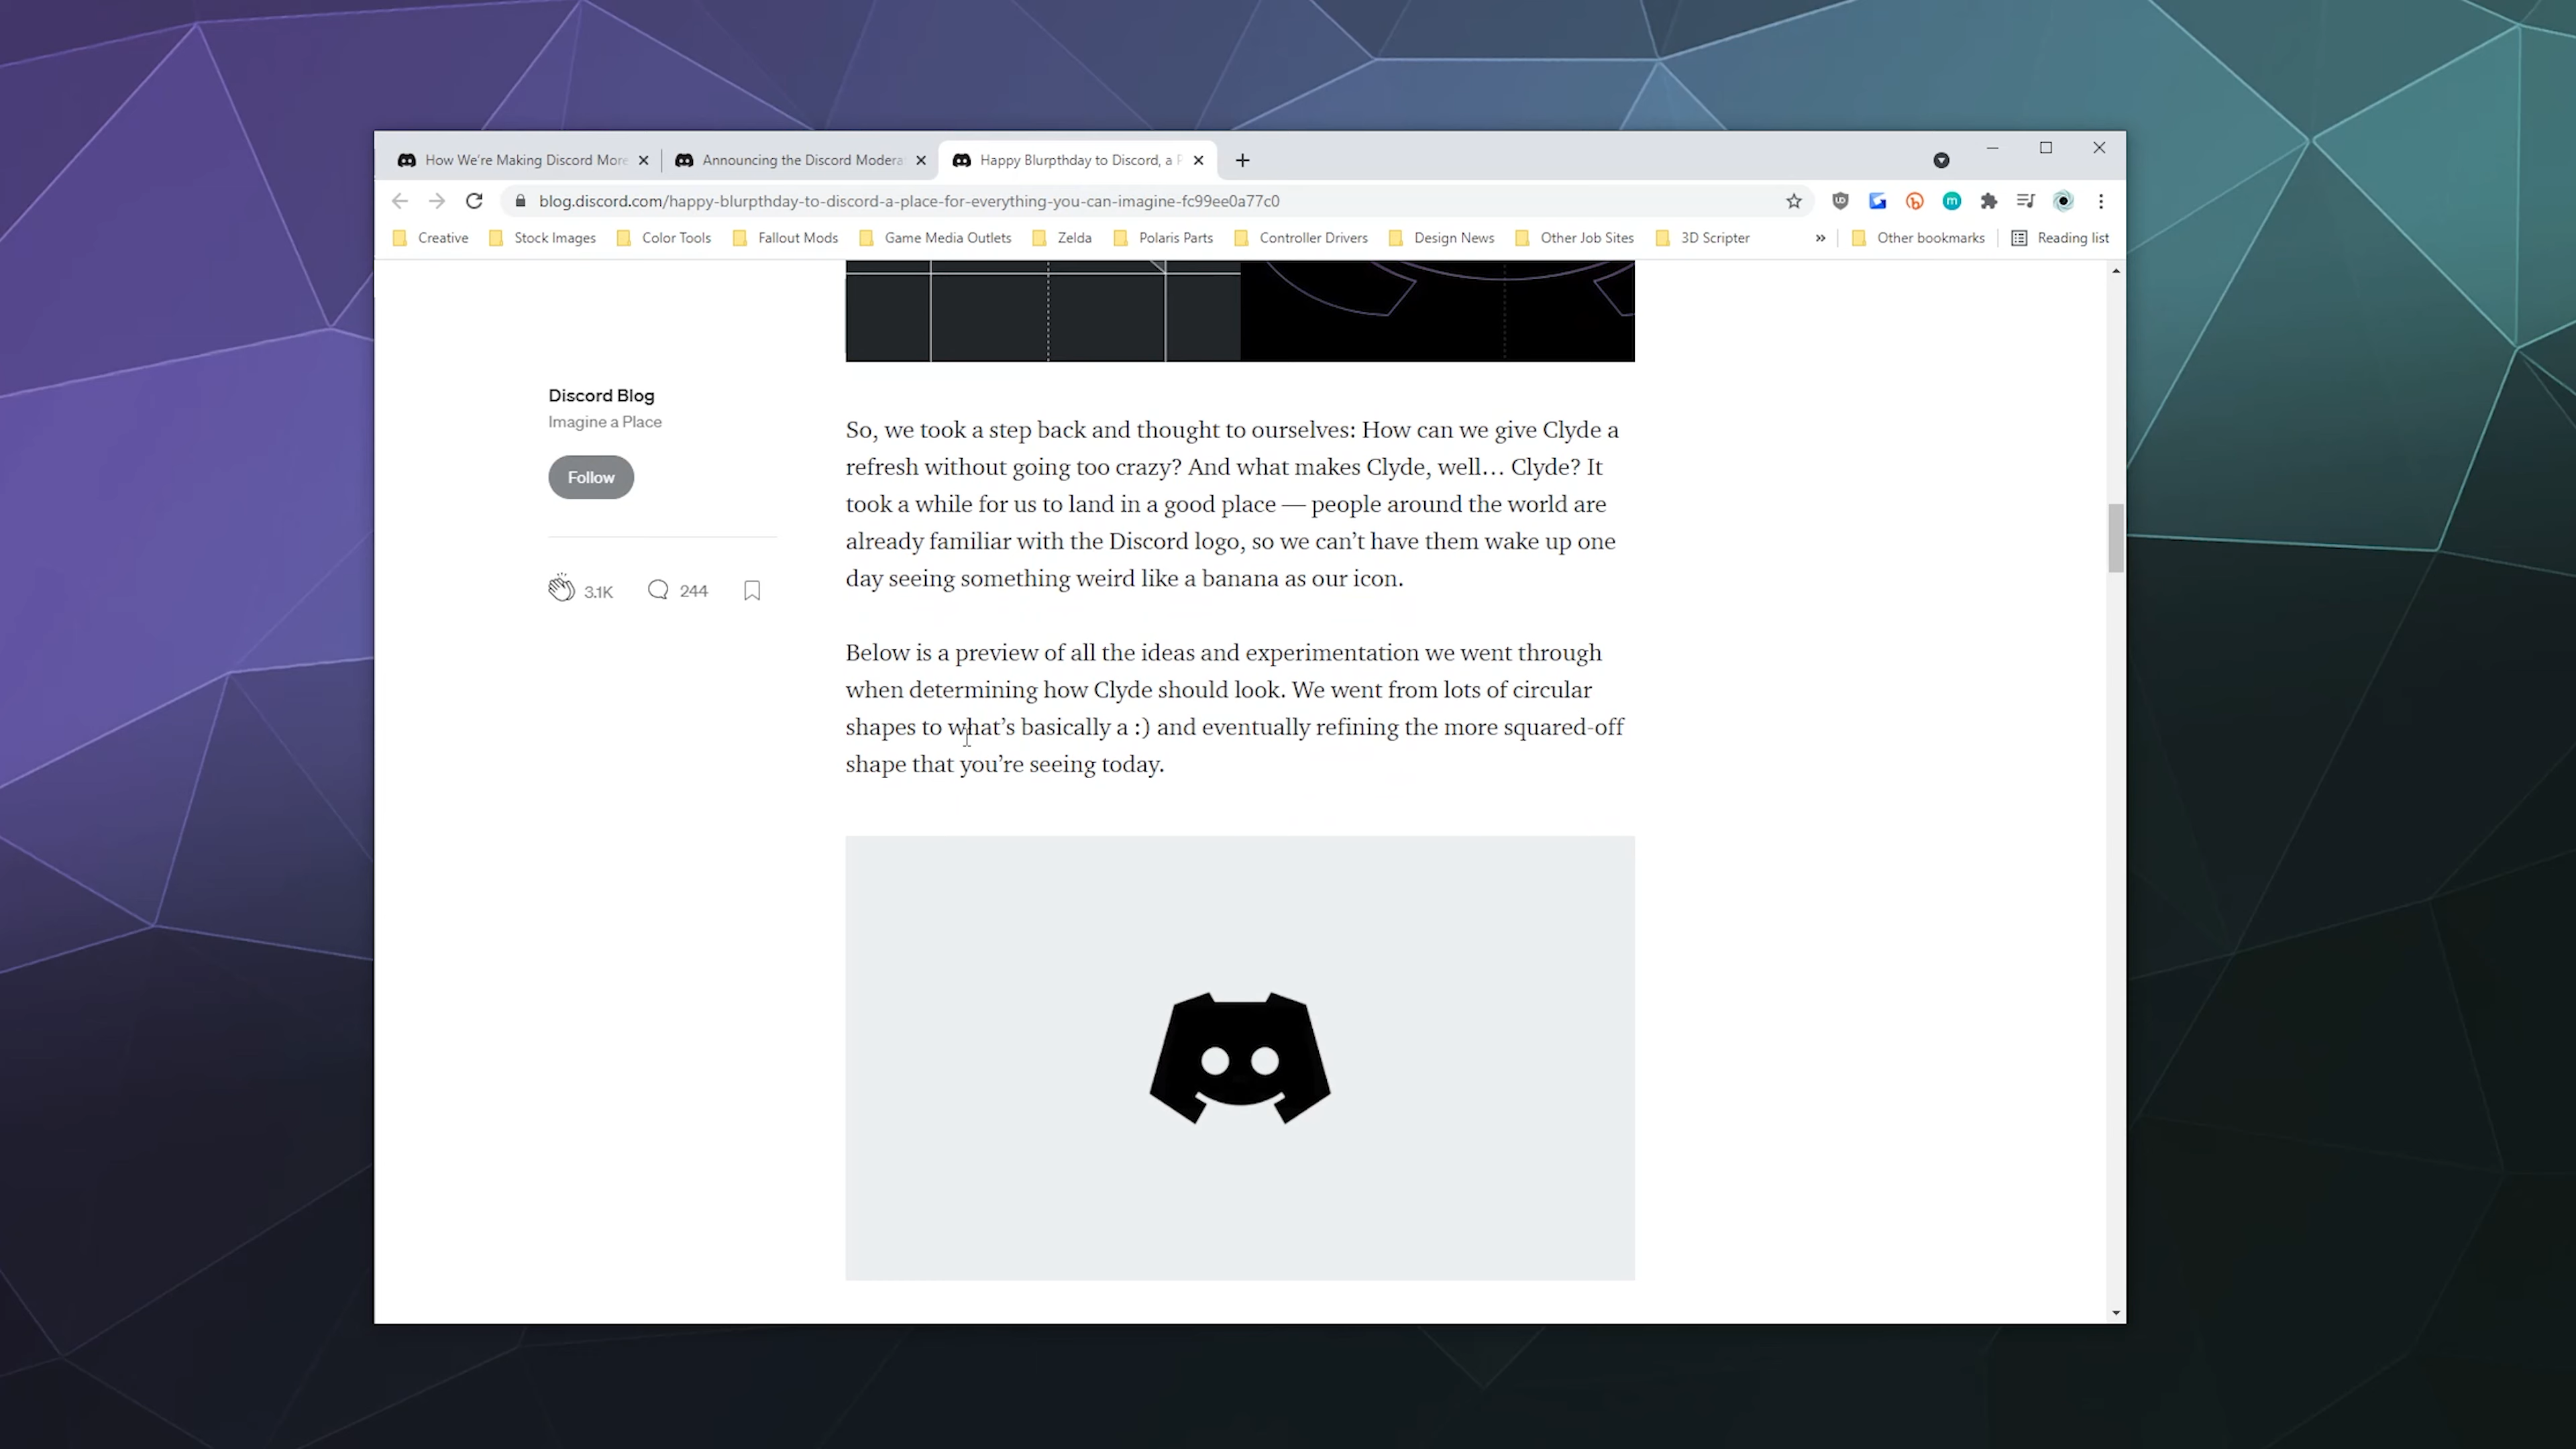 How We're Making Discord More
Announcing the Discord Modera
Happy Blurpthday to Discord, a P
blog.discord.com/happy-blurpthday-to-discord-a-place-for-everything-you-can-imagine-fc99ee0a77c0
Creative Stock Images Color Tools Fallout Mods Game Media Outlets Zelda Polaris Parts Controller Drivers Design News Other Job Sites 3D Scripter » Other bookmarks Reading list
Discord Blog
Imagine a Place
Follow
3.1K 244
So, we took a step back and thought to ourselves: How can we give Clyde a
refresh without going too crazy? And what makes Clyde, well… Clyde? It
took a while for us to land in a good place — people around the world are
already familiar with the Discord logo, so we can't have them wake up one
day seeing something weird like a banana as our icon.
Below is a preview of all the ideas and experimentation we went through
when determining how Clyde should look. We went from lots of circular
shapes to what's basically a :) and eventually refining the more squared-off
shape that you're seeing today.